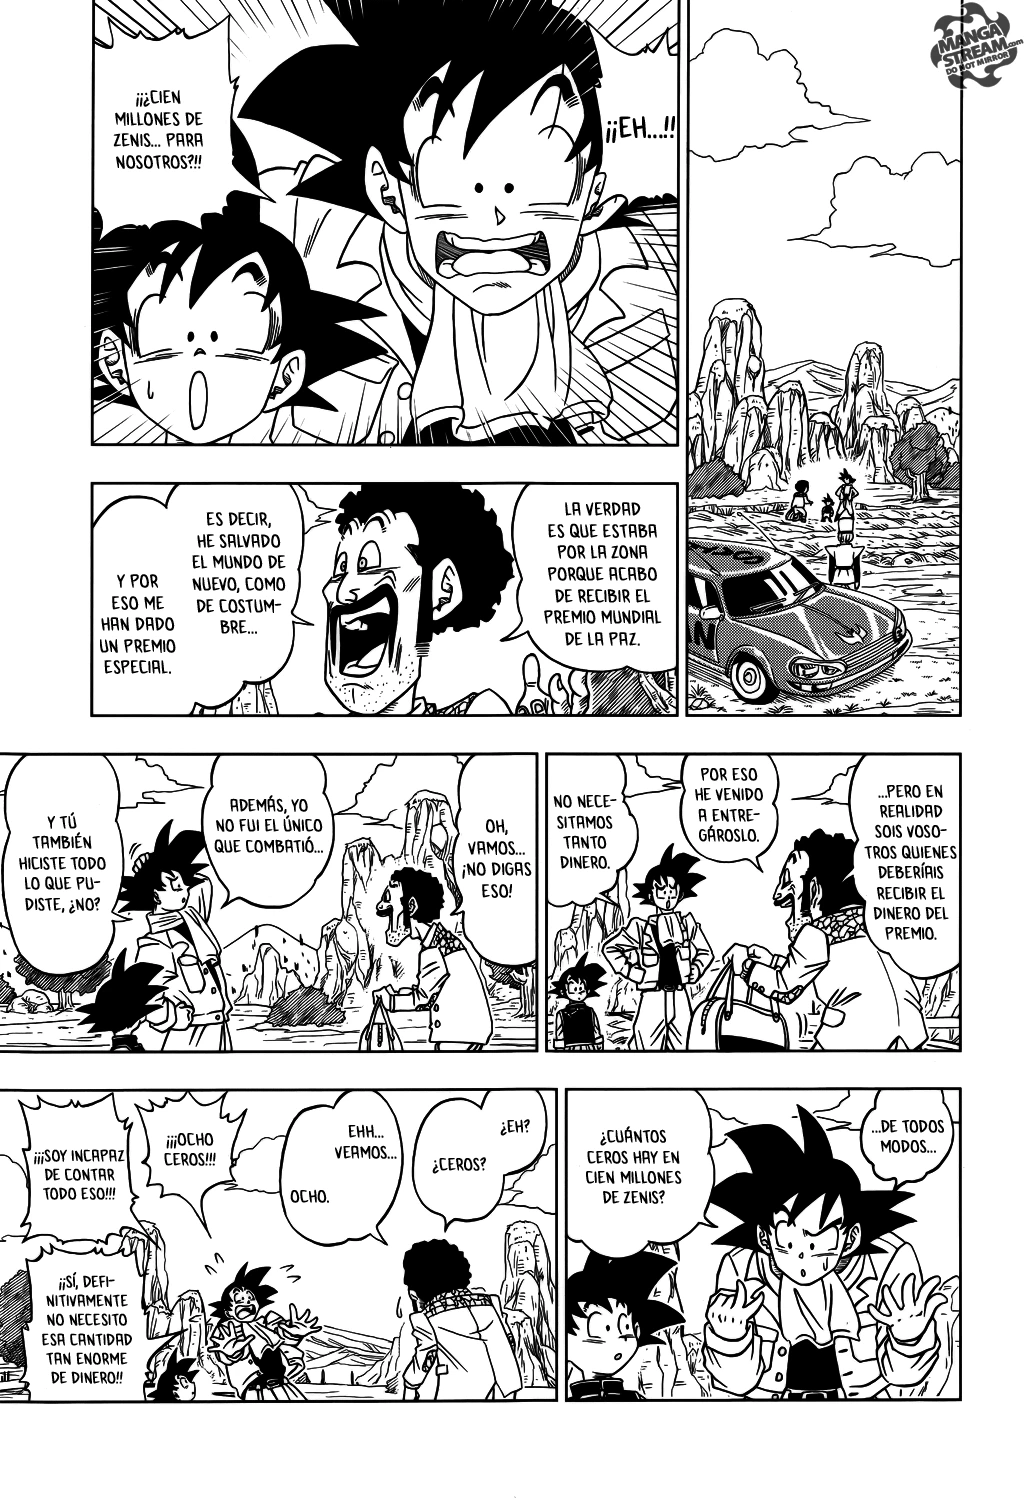 MANGA
STREAM.com
DO NOT MIRROR
¡¡EH...!!
¡¡¡¿CIEN
MILLONES DE
ZENIS... PARA
NOSOTROS?!!!
LA VERDAD
ES QUE ESTABA
POR LA ZONA
PORQUE ACABO
DE RECIBIR EL
PREMIO MUNDIAL
DE LA PAZ.
ES DECIR,
HE SALVADO
EL MUNDO DE
NUEVO, COMO
DE COSTUM-
BRE...
Y POR
ESO ME
HAN DADO
UN PREMIO
ESPECIAL.
...PERO EN
REALIDAD
SOIS VOSO-
TROS QUIENES
DEBERÍAIS
RECIBIR EL
DINERO DEL
PREMIO.
POR ESO
HE VENIDO
A ENTRE-
GÁROSLO.
NO NECE-
SITAMOS
TANTO
DINERO.
OH,
VAMOS...
¡NO DIGAS
ESO!
ADEMÁS, YO
NO FUI EL ÚNICO
QUE COMBATIÓ...
Y TÚ
TAMBIÉN
HICISTE TODO
LO QUE PU-
DISTE, ¿NO?
...DE TODOS
MODOS...
¿CUÁNTOS
CEROS HAY EN
CIEN MILLONES
DE ZENIS?
¿EH?
¿CEROS?
EHH...
VEAMOS...
OCHO.
¡¡¡OCHO
CEROS!!!
¡¡¡SOY INCAPAZ
DE CONTAR
TODO ESO!!!
¡¡SÍ, DEFI-
NITIVAMENTE
NO NECESITO
ESA CANTIDAD
TAN ENORME
DE DINERO!!